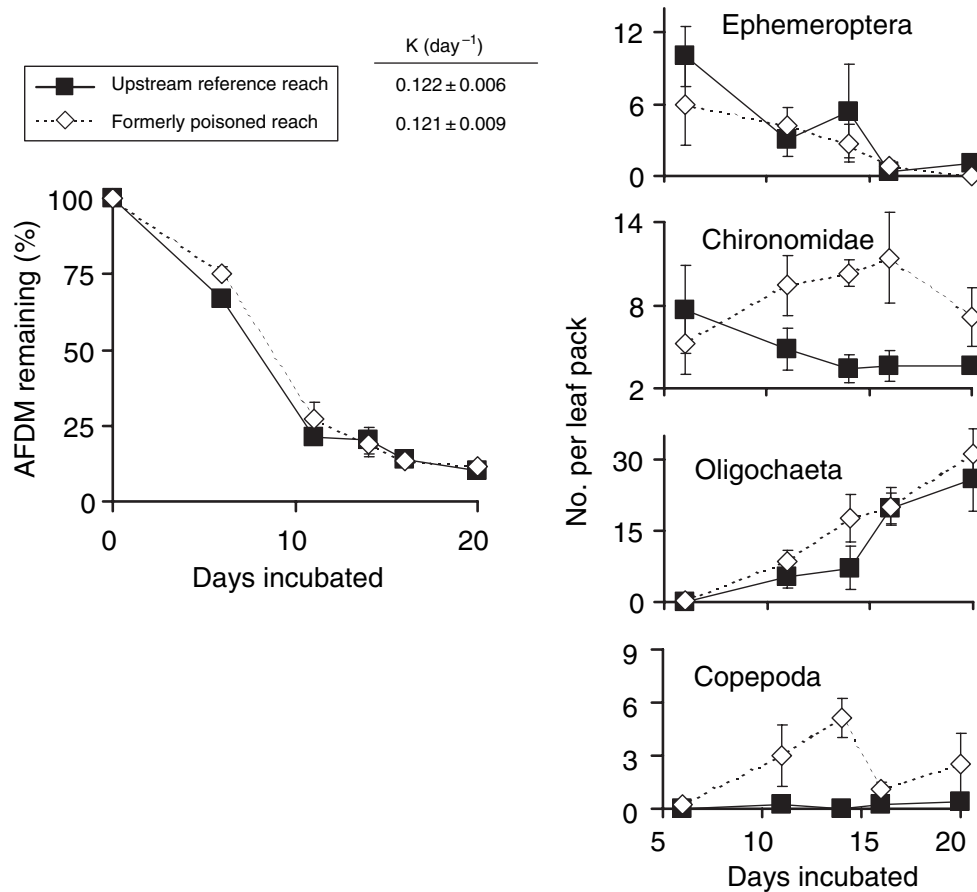 K (day⁻¹)
Upstream reference reach 0.122 ± 0.006
Formerly poisoned reach 0.121 ± 0.009
AFDM remaining (%)
100
75
50
25
0
0 10 20
Days incubated
No. per leaf pack
Ephemeroptera
12
6
0
Chironomidae
14
8
2
Oligochaeta
30
15
0
Copepoda
9
6
3
0
5 10 15 20
Days incubated